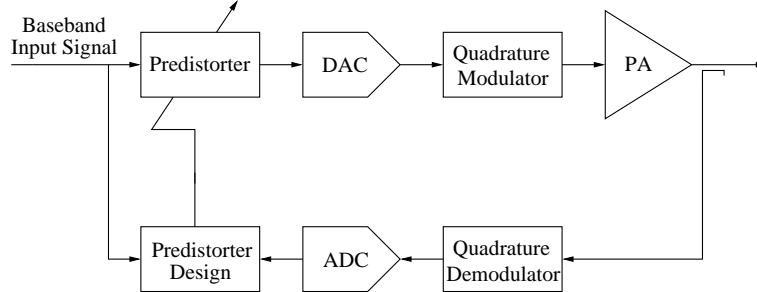 Baseband
Input Signal
Predistorter
DAC
Quadrature
Modulator
PA
Predistorter
Design
ADC
Quadrature
Demodulator